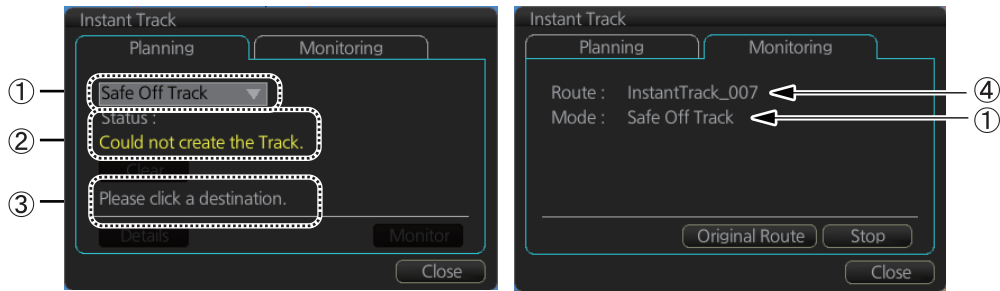 Instant Track
Planning Monitoring
① Safe Off Track
Status :
② Could not create the Track.
Clear
③ Please click a destination.
Details Monitor
Close
Instant Track
Planning Monitoring
Route : InstantTrack_007 ④
Mode : Safe Off Track ①
Original Route Stop
Close